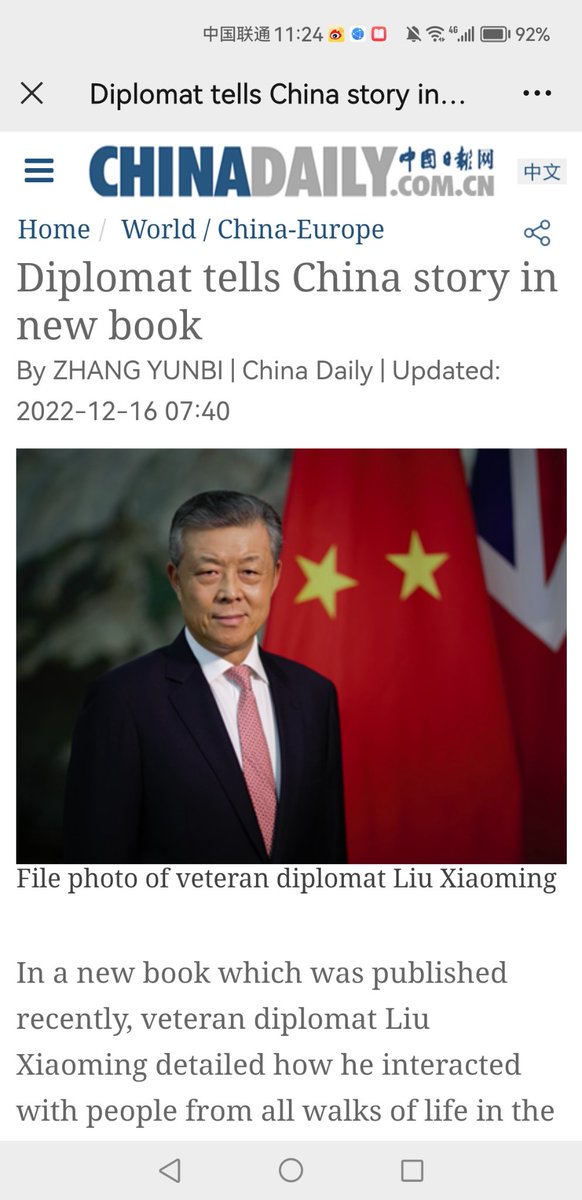 中国联通 11:24 4G 92%
Diplomat tells China story in...
CHINADAILY 中國日報网
.COM.CN
中文
Home / World / China-Europe
Diplomat tells China story in
new book
By ZHANG YUNBI | China Daily | Updated:
2022-12-16 07:40
File photo of veteran diplomat Liu Xiaoming
In a new book which was published
recently, veteran diplomat Liu
Xiaoming detailed how he interacted
with people from all walks of life in the